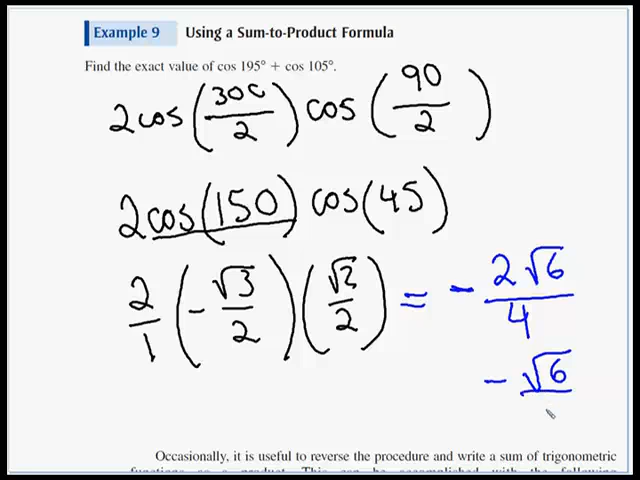 Example 9 Using a Sum-to-Product Formula
Find the exact value of cos 195° + cos 105°.
2cos(300/2) cos(90/2)
2cos(150) cos(45)
2/1 (-√3/2)(√2/2) = - 2√6/4
- √6
Occasionally, it is useful to reverse the procedure and write a sum of trigonometric